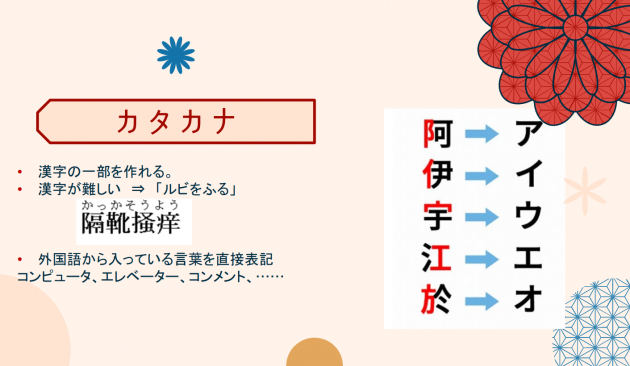 カタカナ
• 漢字の一部を作れる。
• 漢字が難しい ⇒ 「ルビをふる」
かっかそうよう
隔靴掻痒
• 外国語から入っている言葉を直接表記
コンピュータ、エレベーター、コンメント、……
阿 ア
伊 イ
宇 ウ
江 エ
於 オ